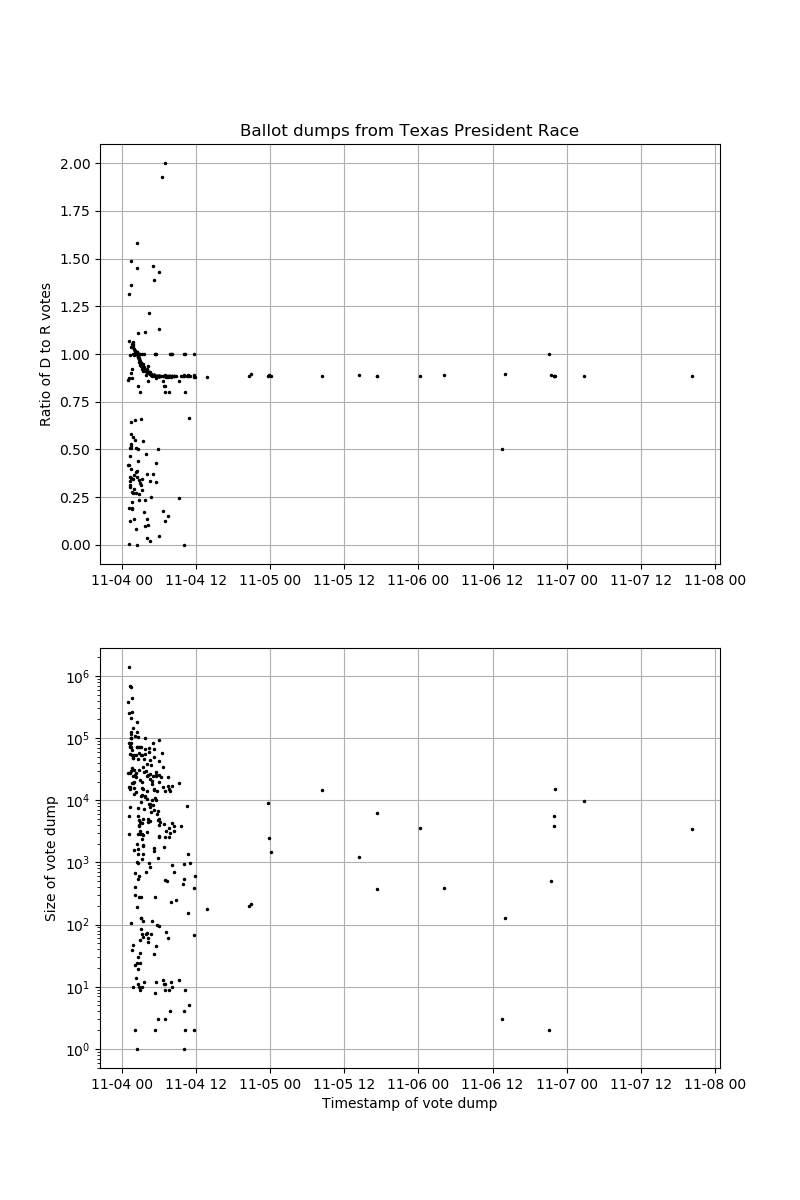 Ballot dumps from Texas President Race
Ratio of D to R votes
2.00
1.75
1.50
1.25
1.00
0.75
0.50
0.25
0.00
11-04 00 11-04 12 11-05 00 11-05 12 11-06 00 11-06 12 11-07 00 11-07 12 11-08 00
Size of vote dump
10⁶
10⁵
10⁴
10³
10²
10¹
10⁰
11-04 00 11-04 12 11-05 00 11-05 12 11-06 00 11-06 12 11-07 00 11-07 12 11-08 00
Timestamp of vote dump